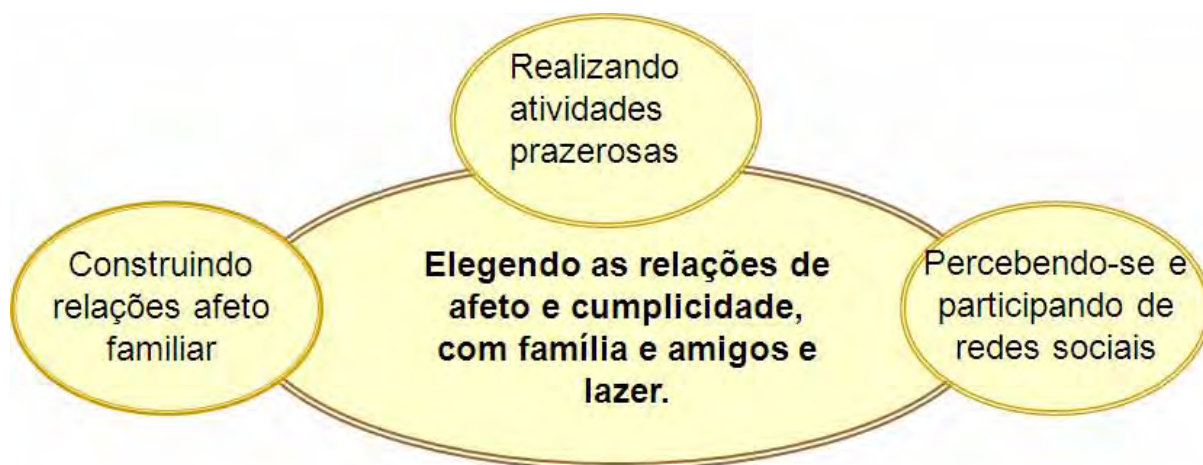 Realizando
atividades
prazerosas
Construindo
relações afeto
familiar
Elegendo as relações de
afeto e cumplicidade,
com família e amigos e
lazer.
Percebendo-se e
participando de
redes sociais